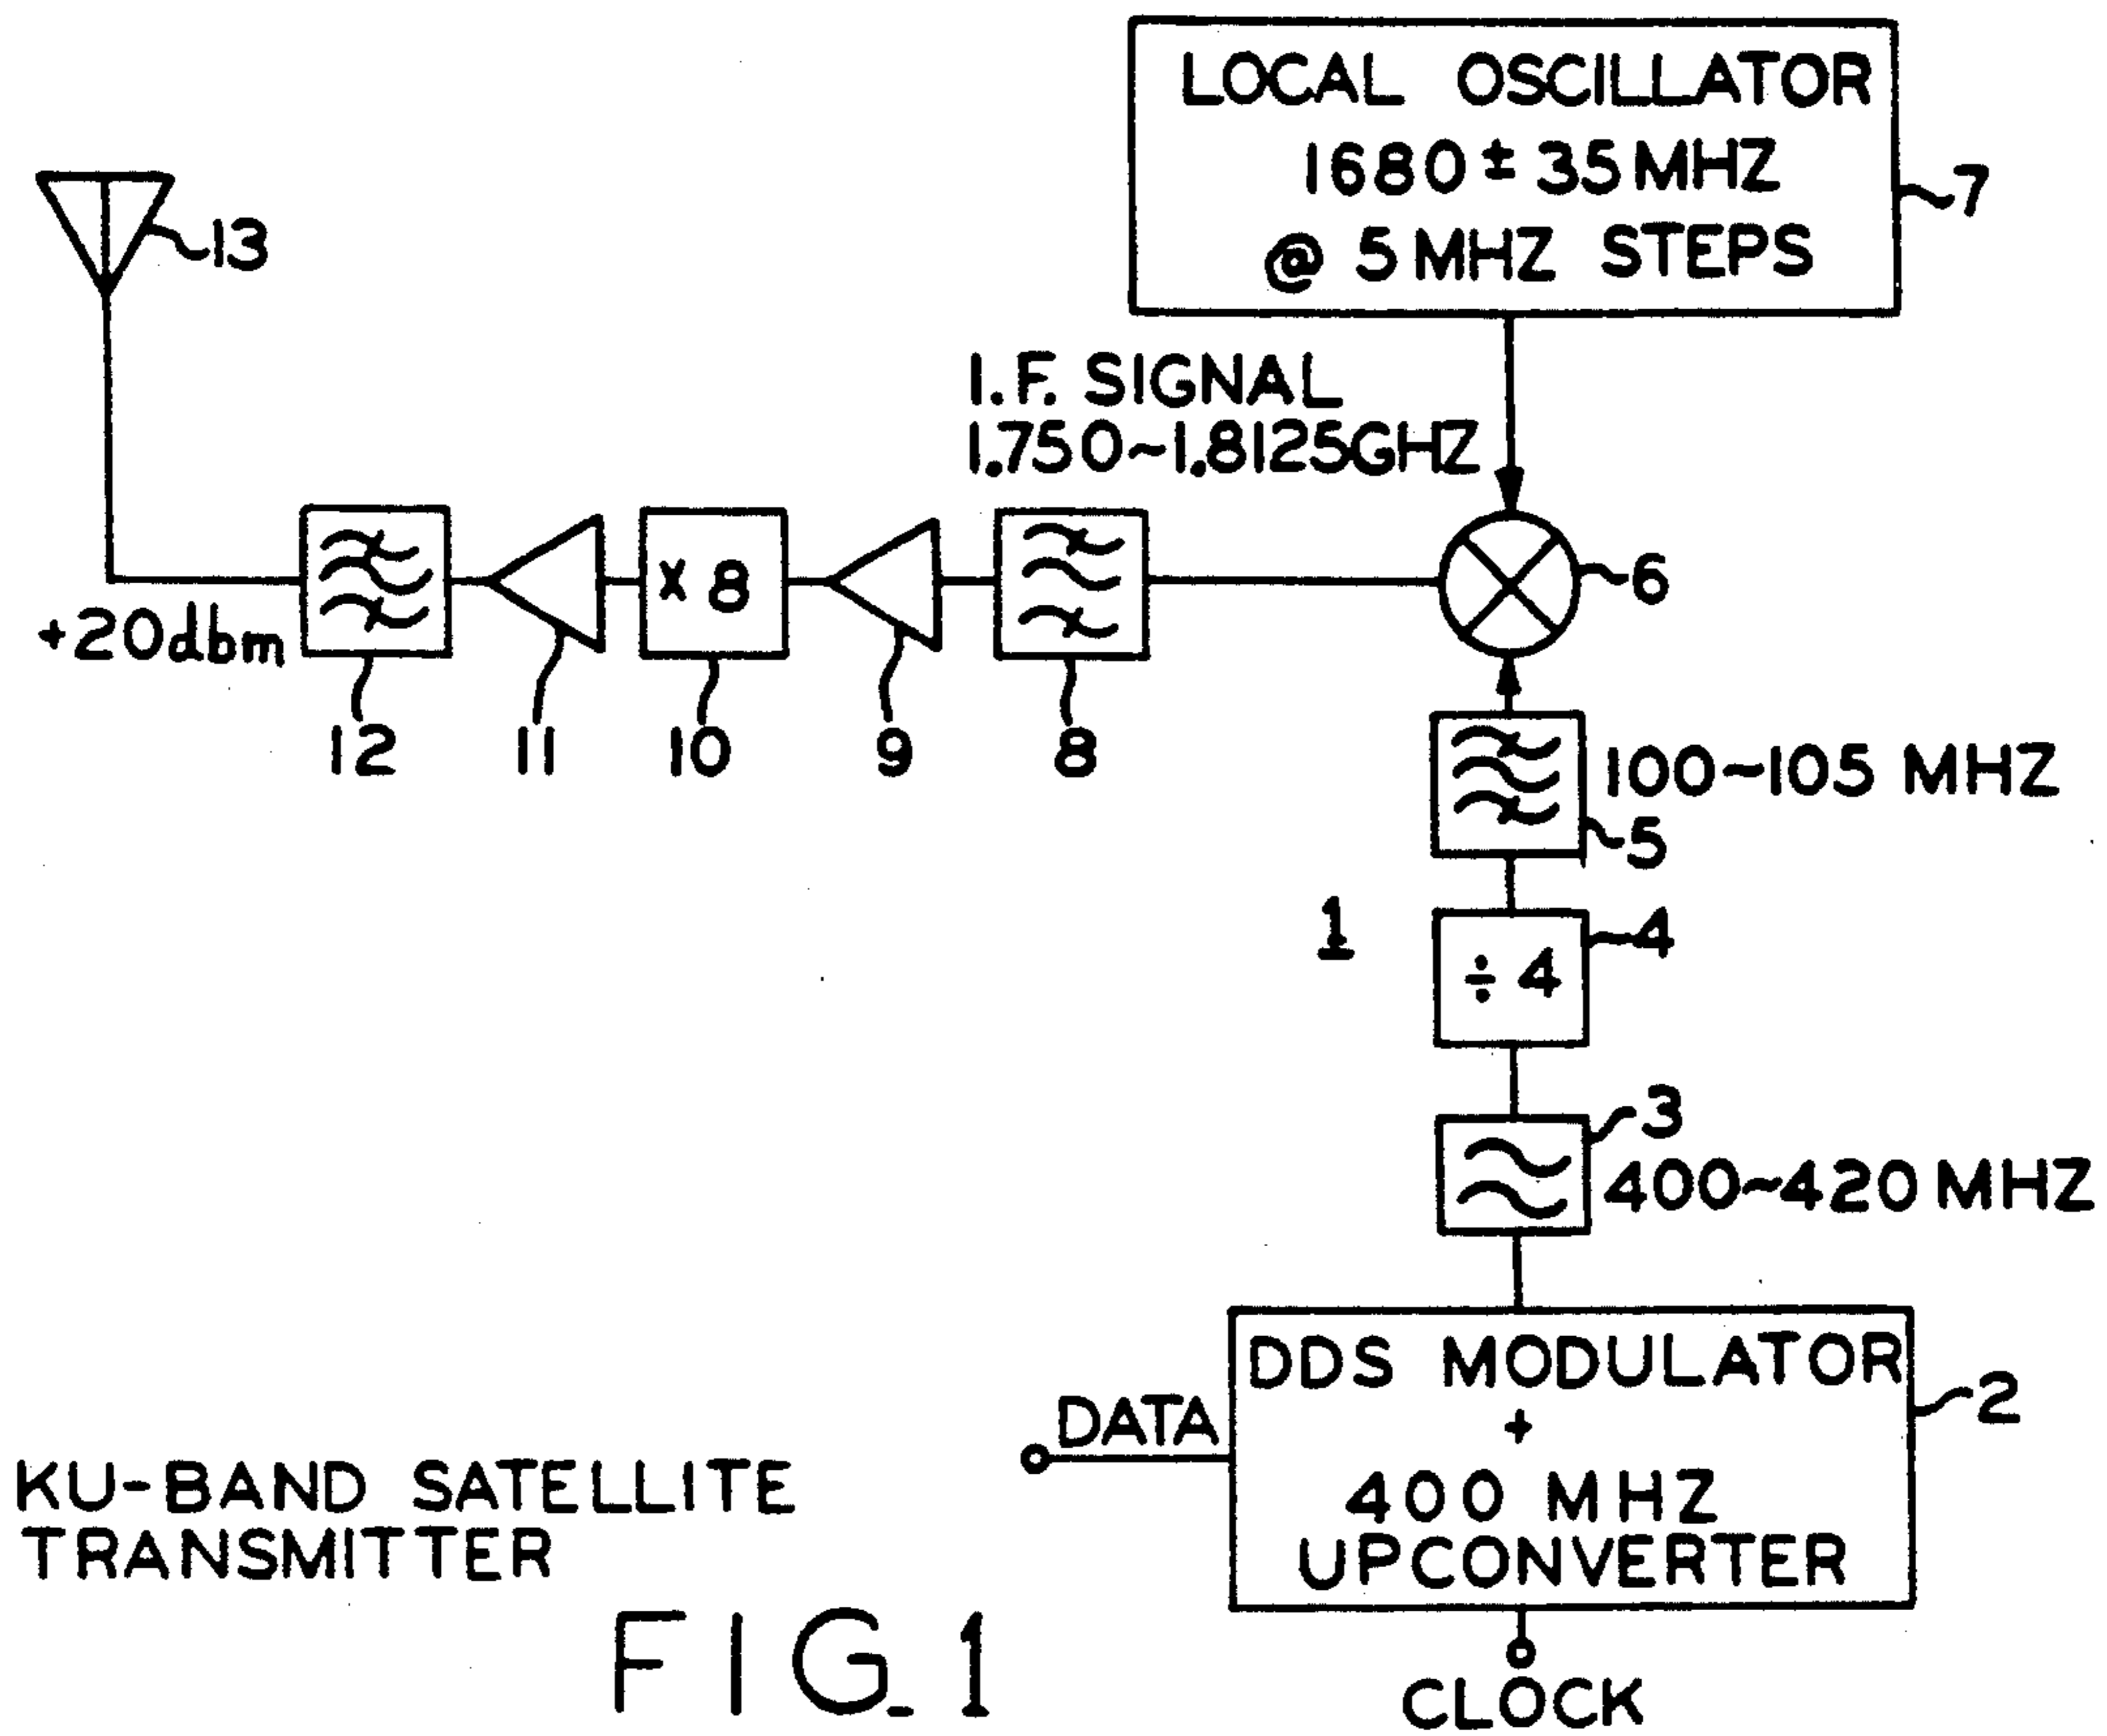 LOCAL OSCILLATOR
1680 ± 35 MHZ
@ 5 MHZ STEPS
7
13
I.F. SIGNAL
1.750~1.8125GHZ
X 8
6
+20dbm
12
11
10
9
8
100~105 MHZ
5
1
4
÷ 4
3
400~420 MHZ
DDS MODULATOR
+
400 MHZ
UPCONVERTER
2
DATA
KU-BAND SATELLITE
TRANSMITTER
CLOCK
FIG_1